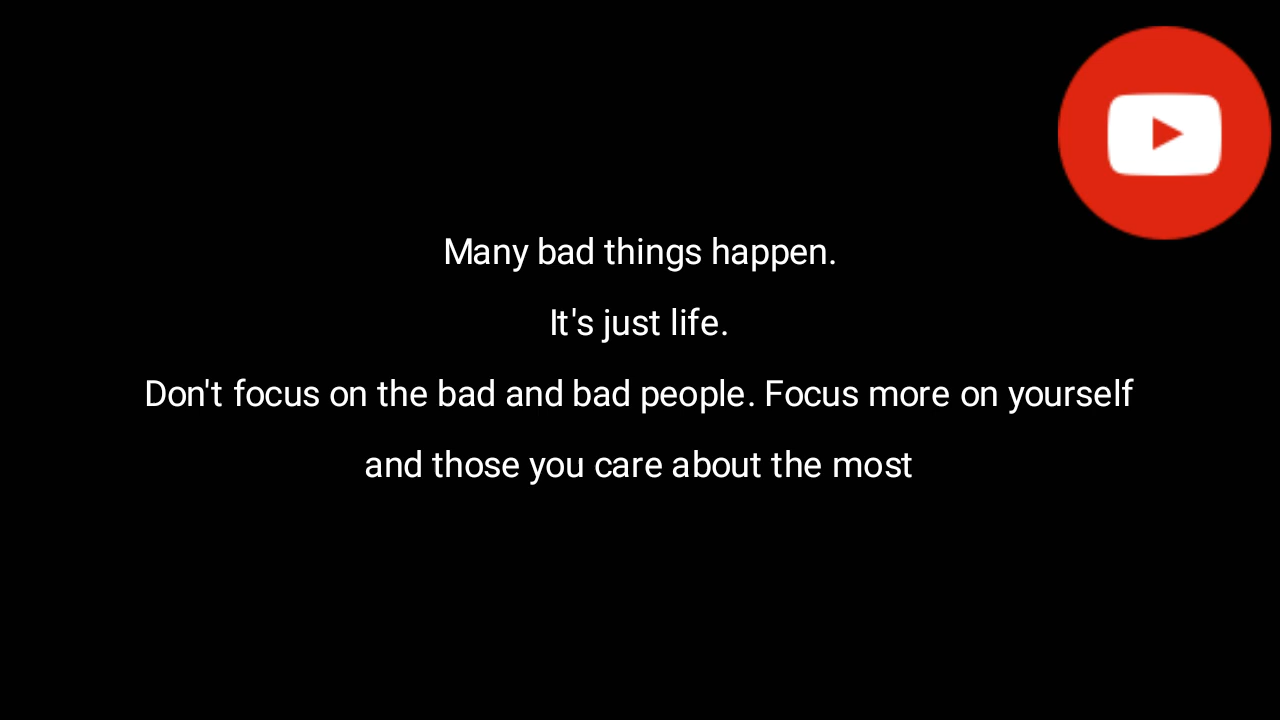 Many bad things happen.
It's just life.
Don't focus on the bad and bad people. Focus more on yourself
and those you care about the most